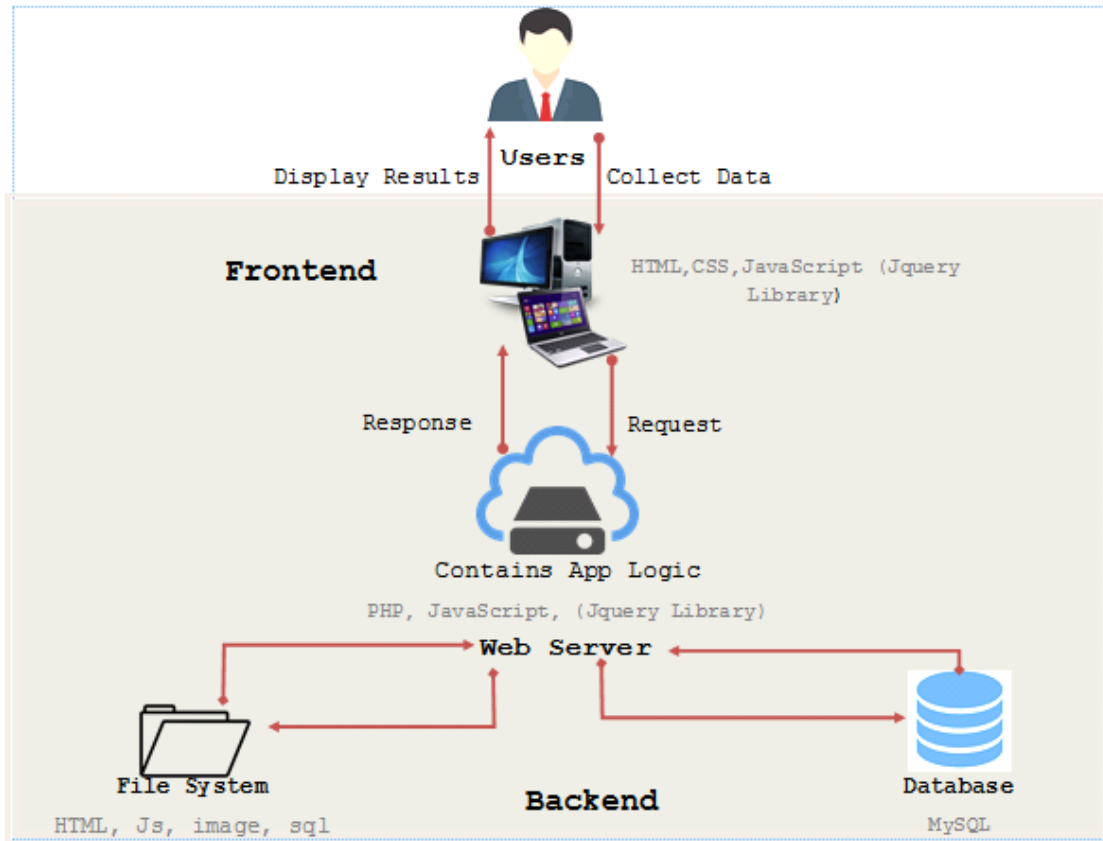 Users
Display Results
Collect Data
Frontend
HTML,CSS,JavaScript (Jquery
Library)
Response
Request
Contains App Logic
PHP, JavaScript, (Jquery Library)
Web Server
File System
HTML, Js, image, sql
Backend
Database
MySQL